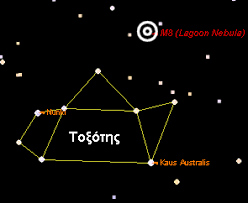 M8 (Lagoon Nebula)
Nunki
Τοξότης
Kaus Australis